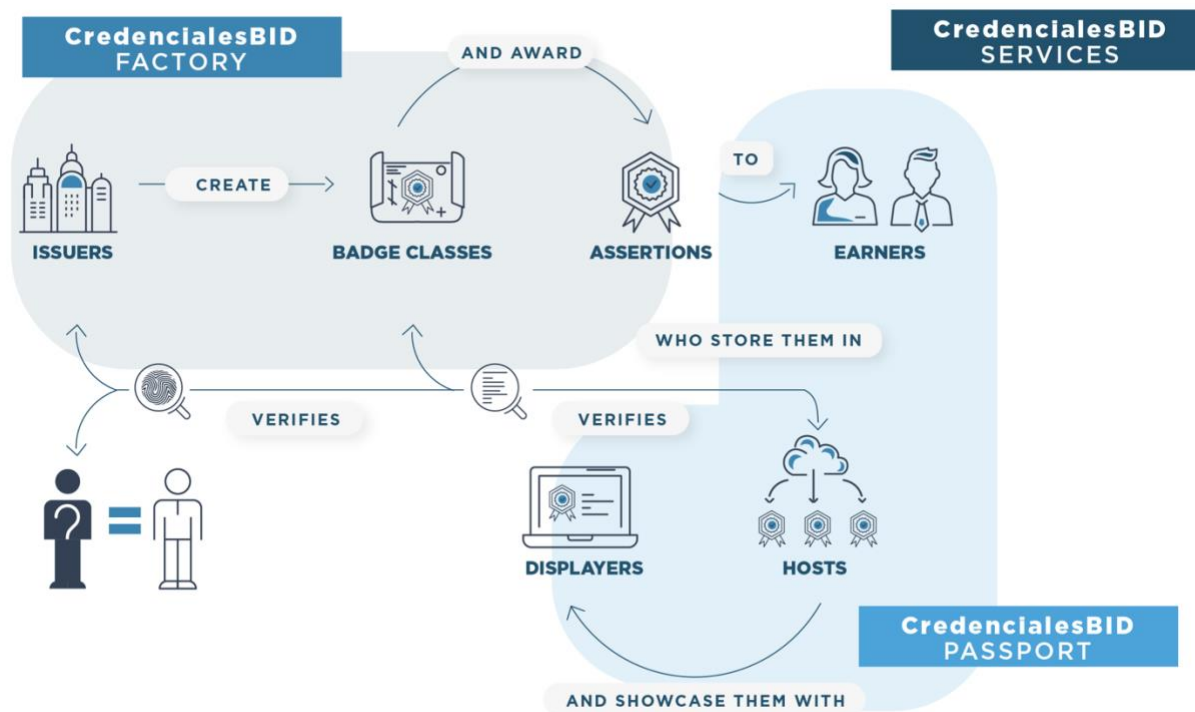 CredencialesBID
FACTORY
CredencialesBID
SERVICES
AND AWARD
CREATE
TO
ISSUERS
BADGE CLASSES
ASSERTIONS
EARNERS
WHO STORE THEM IN
VERIFIES
VERIFIES
?
=
DISPLAYERS
HOSTS
CredencialesBID
PASSPORT
AND SHOWCASE THEM WITH